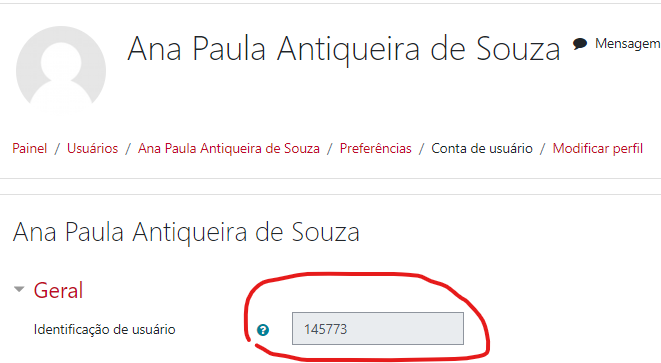 Ana Paula Antiqueira de Souza Mensagem
Painel / Usuários / Ana Paula Antiqueira de Souza / Preferências / Conta de usuário / Modificar perfil
Ana Paula Antiqueira de Souza
Geral
Identificação de usuário ? 145773